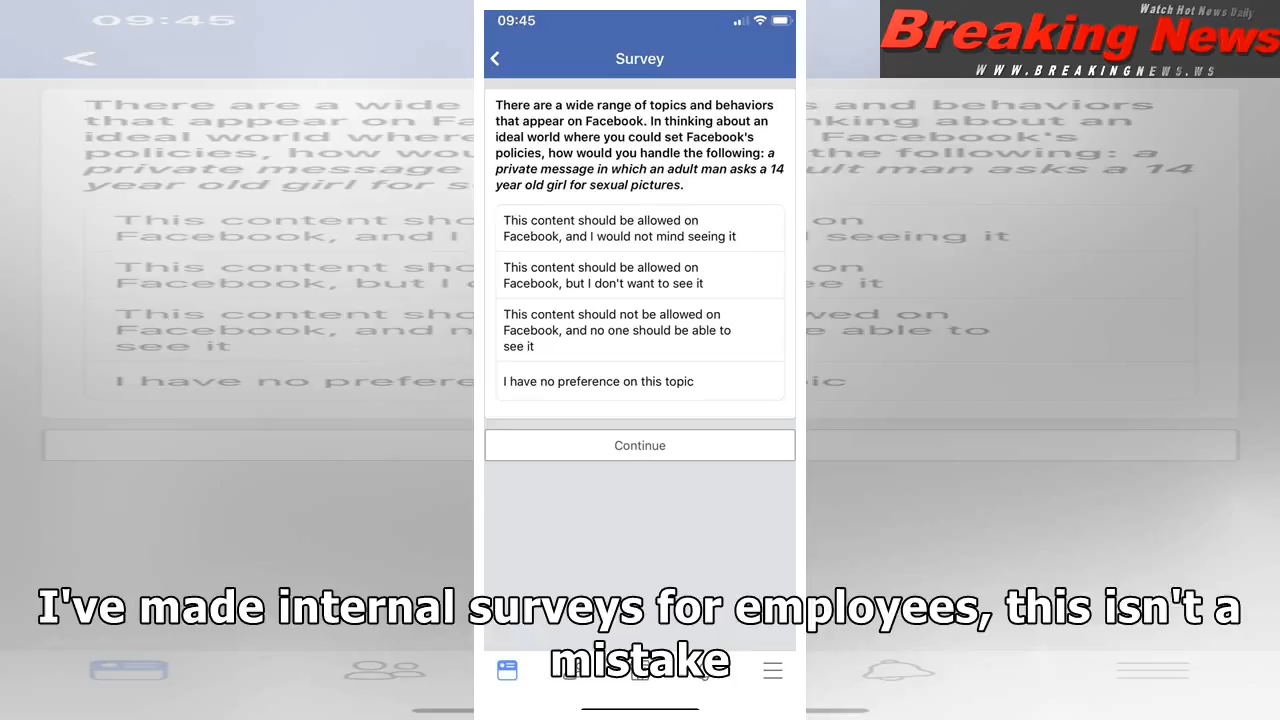 09:45
Watch Hot News Daily
Breaking News
WWW.BREAKINGNEWS.WS
Survey
There are a wide range of topics and behaviors
that appear on Facebook. In thinking about an
ideal world where you could set Facebook's
policies, how would you handle the following: a
private message in which an adult man asks a 14
year old girl for sexual pictures.
This content should be allowed on
Facebook, and I would not mind seeing it
This content should be allowed on
Facebook, but I don't want to see it
This content should not be allowed on
Facebook, and no one should be able to
see it
I have no preference on this topic
Continue
I've made internal surveys for employees, this isn't a
mistake